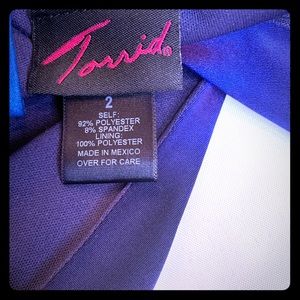 Torrid®
2
SELF:
92% POLYESTER
8% SPANDEX
LINING:
100% POLYESTER
MADE IN MEXICO
OVER FOR CARE